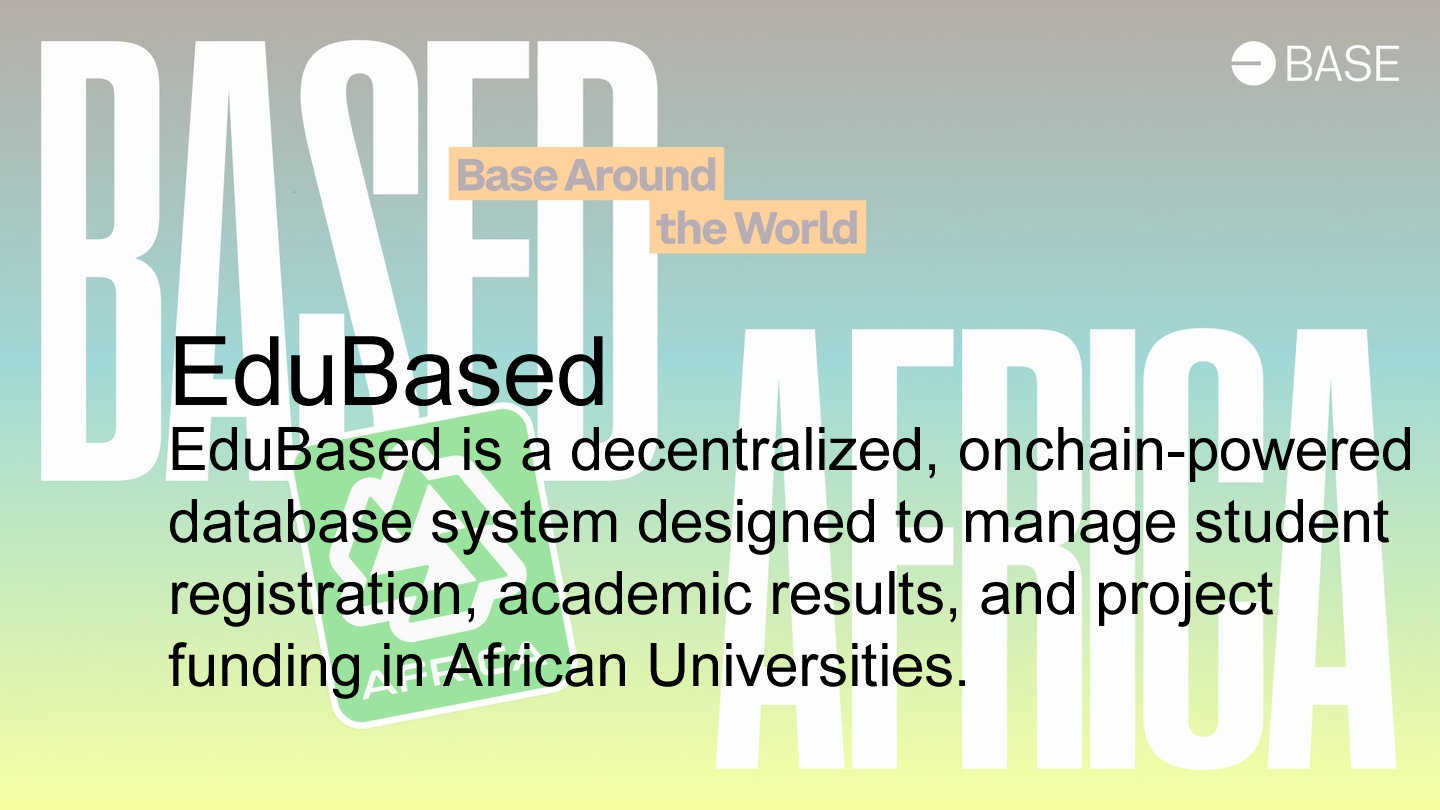 BASED
BASE
Base Around
the World
AFRICA
EduBased
EduBased is a decentralized, onchain-powered
database system designed to manage student
registration, academic results, and project
funding in African Universities.
AFRICA